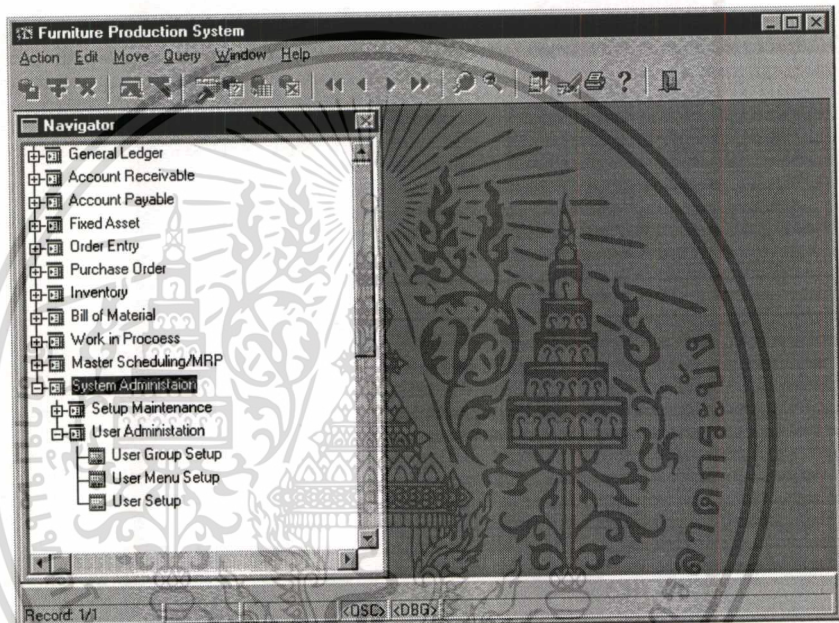 Furniture Production System
Action Edit Move Query Window Help
Navigator
General Ledger
Account Receivable
Account Payable
Fixed Asset
Order Entry
Purchase Order
Inventory
Bill of Material
Work in Procoess
Master Scheduling/MRP
System Administaion
Setup Maintenance
User Administation
User Group Setup
User Menu Setup
User Setup
Record: 1/1 <OSC> <DBG>